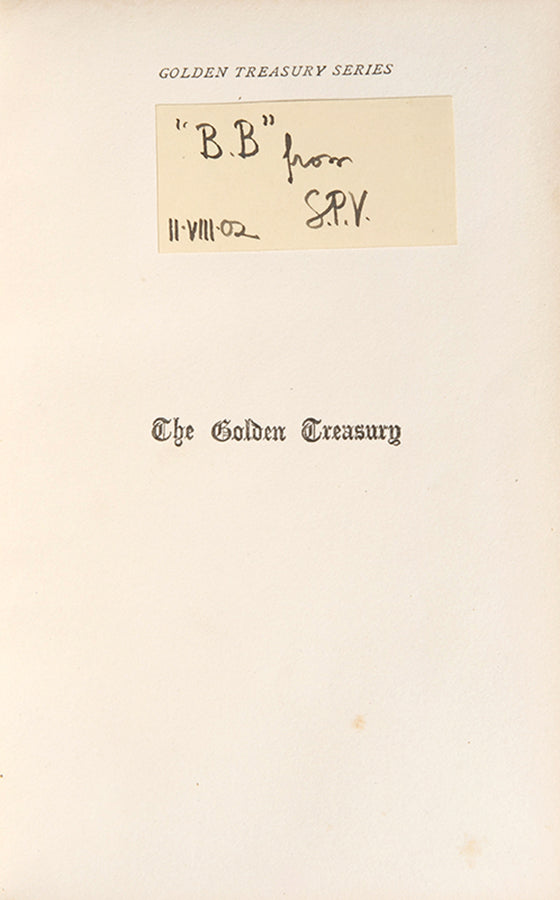 GOLDEN TREASURY SERIES
"B.B" from
S.P.V.
II·VIII·02
The Golden Treasury